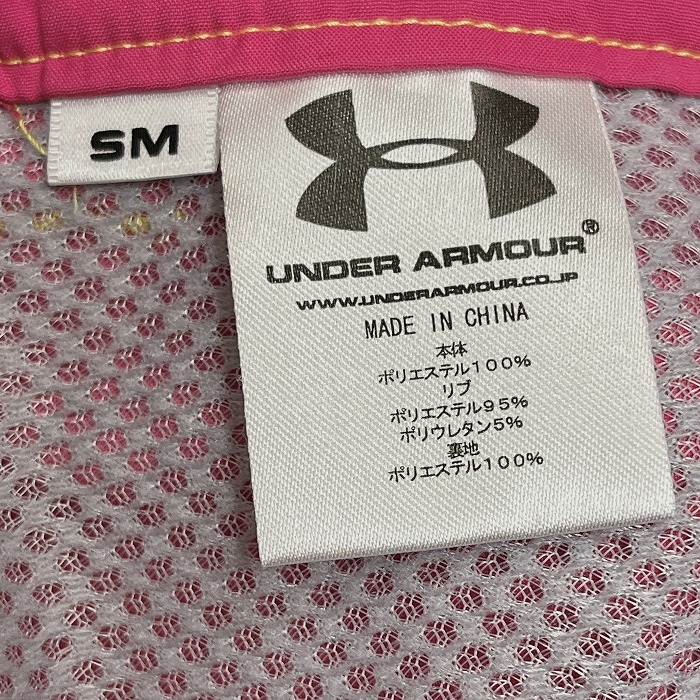 SM
UNDER ARMOUR®
WWW.UNDERARMOUR.CO.JP
MADE IN CHINA
本体
ポリエステル100%
リブ
ポリエステル95%
ポリウレタン5%
裏地
ポリエステル100%